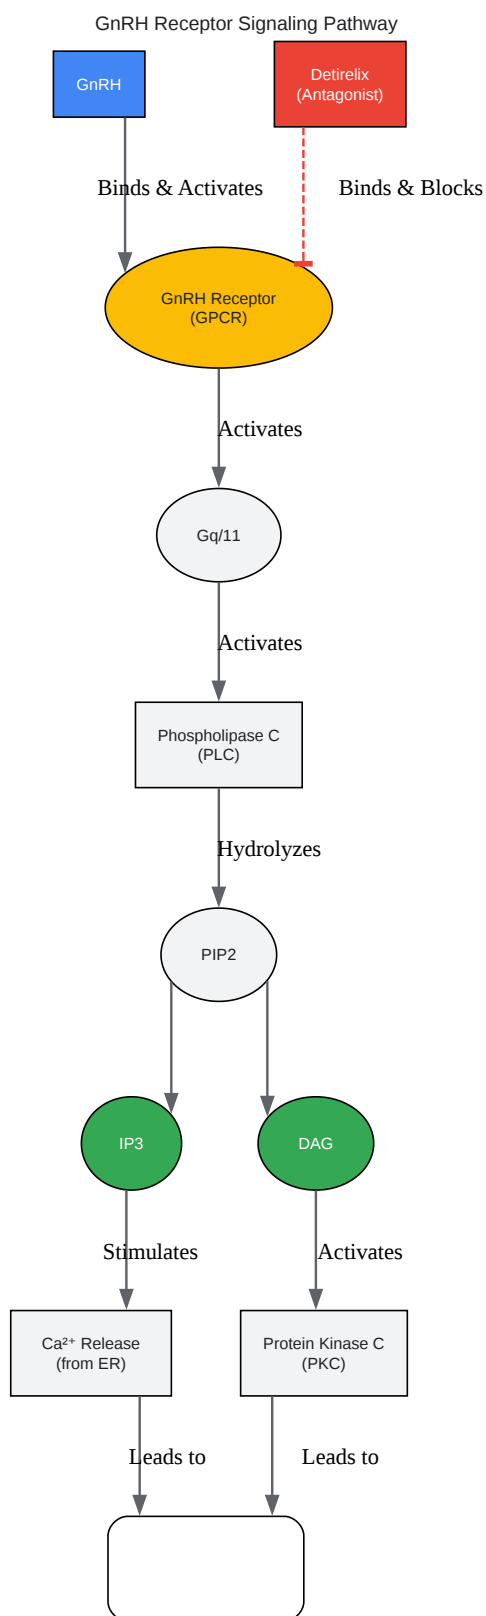 GnRH Receptor Signaling Pathway
GnRH
Detirelix
(Antagonist)
Binds & Activates
Binds & Blocks
GnRH Receptor
(GPCR)
Activates
Gq/11
Activates
Phospholipase C
(PLC)
Hydrolyzes
PIP2
IP3
DAG
Stimulates
Activates
Ca²⁺ Release
(from ER)
Protein Kinase C
(PKC)
Leads to
Leads to